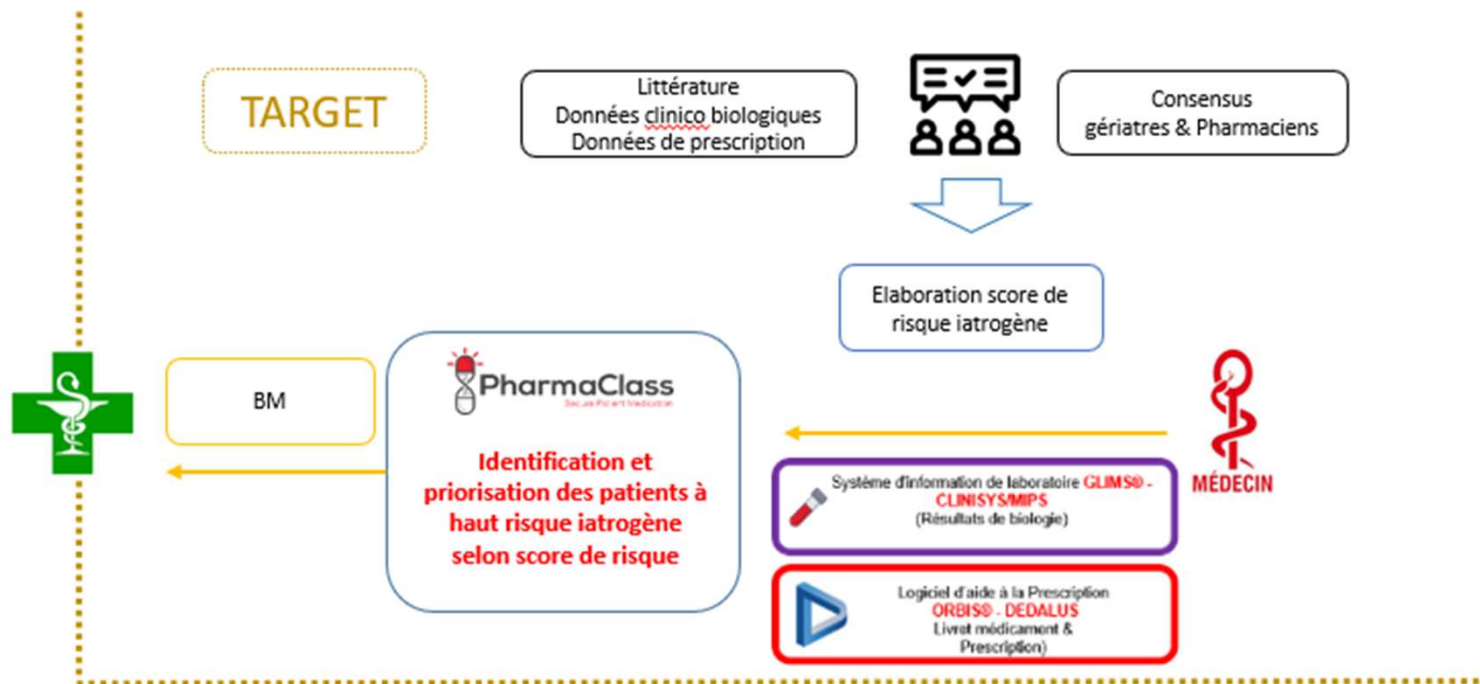 TARGET
Littérature
Données clinico biologiques
Données de prescription
Consensus
gériatres & Pharmaciens
Elaboration score de
risque iatrogène
BM
PharmaClass
Secure Patient Medication
Identification et
priorisation des patients à
haut risque iatrogène
selon score de risque
Système d'information de laboratoire GLIMS® -
CLINISYS/MIPS
(Résultats de biologie)
MÉDECIN
Logiciel d'aide à la Prescription
ORBIS® - DEDALUS
Livret médicament &
Prescription)